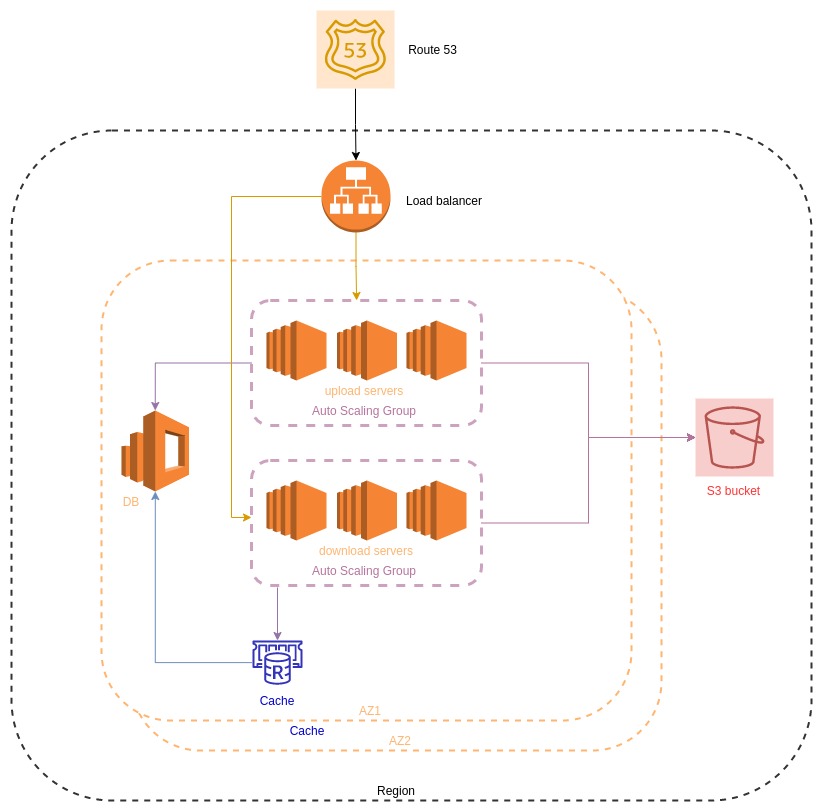 53
Route 53
Load balancer
upload servers
Auto Scaling Group
S3 bucket
DB
download servers
Auto Scaling Group
R
Cache
AZ1
Cache
AZ2
Region